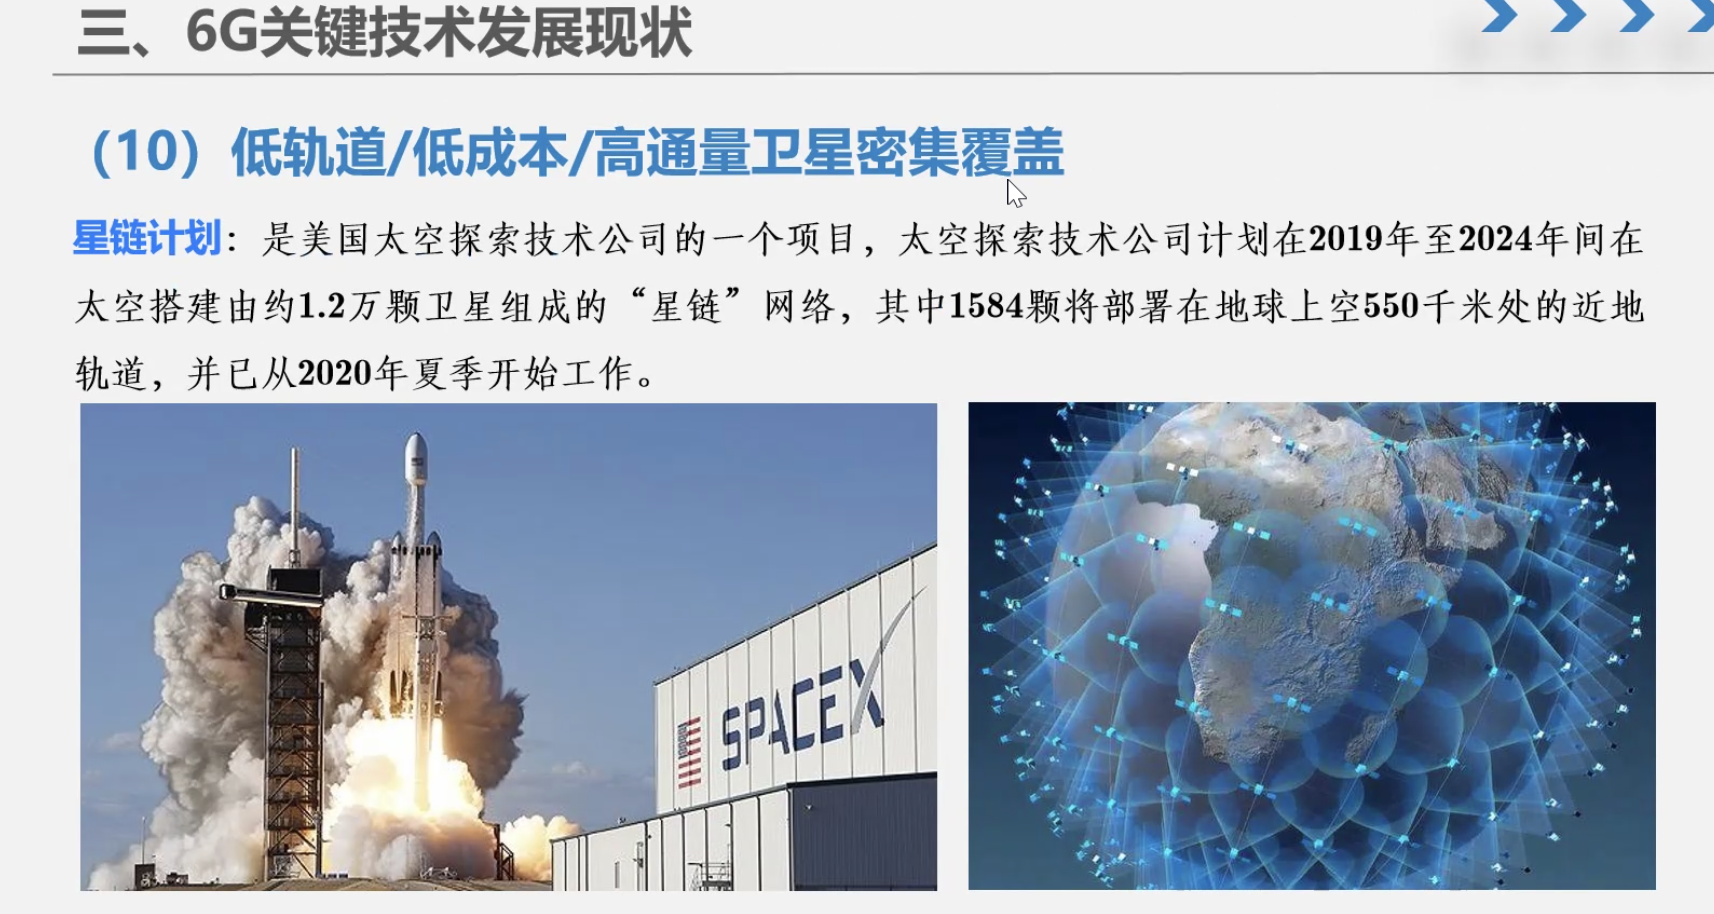 三、6G关键技术发展现状
（10）低轨道/低成本/高通量卫星密集覆盖
星链计划：是美国太空探索技术公司的一个项目，太空探索技术公司计划在2019年至2024年间在
太空搭建由约1.2万颗卫星组成的“星链”网络，其中1584颗将部署在地球上空550千米处的近地
轨道，并已从2020年夏季开始工作。
SPACEX